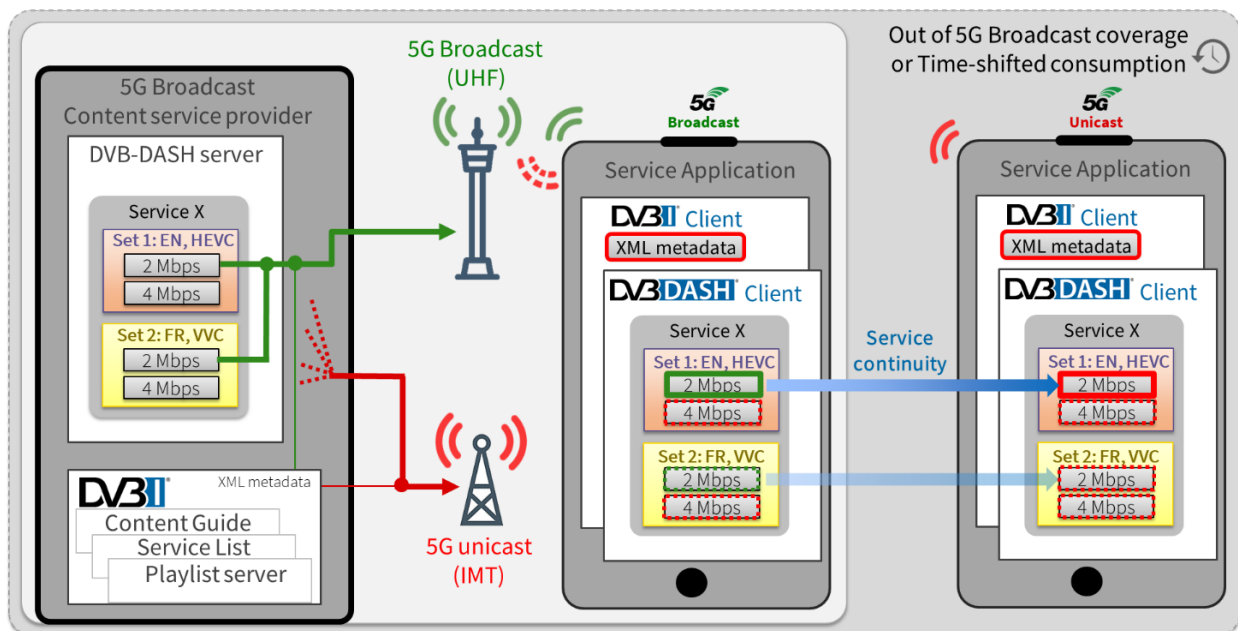 5G Broadcast
Content service provider
DVB-DASH server
Service X
Set 1: EN, HEVC
2 Mbps
4 Mbps
Set 2: FR, VVC
2 Mbps
4 Mbps
DVB I
XML metadata
Content Guide
Service List
Playlist server
5G Broadcast
(UHF)
5G unicast
(IMT)
5G
Broadcast
Service Application
DVB I Client
XML metadata
DVB DASH Client
Service X
Set 1: EN, HEVC
2 Mbps
4 Mbps
Set 2: FR, VVC
2 Mbps
4 Mbps
Service
continuity
Out of 5G Broadcast coverage
or Time-shifted consumption
5G
Unicast
Service Application
DVB I Client
XML metadata
DVB DASH Client
Service X
Set 1: EN, HEVC
2 Mbps
4 Mbps
Set 2: FR, VVC
2 Mbps
4 Mbps